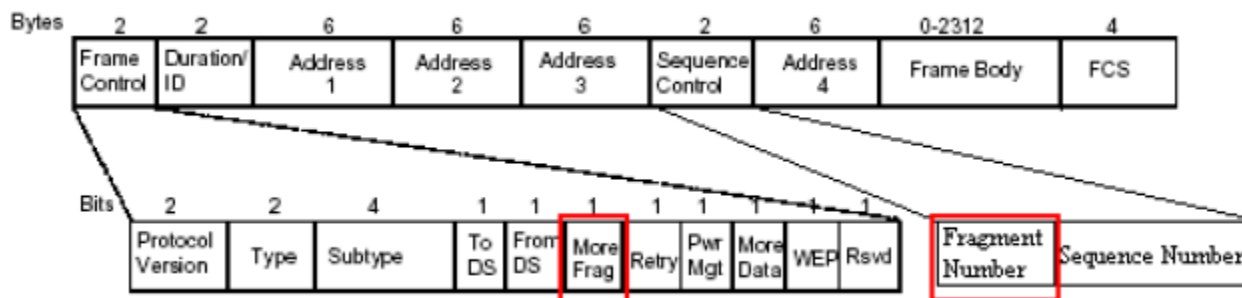 Bytes 2 2 6 6 6 2 6 0-2312 4
Frame Control Duration/ ID Address 1 Address 2 Address 3 Sequence Control Address 4 Frame Body FCS
Bits 2 2 4 1 1 1 1 1 1 1 1
Protocol Version Type Subtype To DS From DS More Frag Retry Pwr Mgt More Data WEP Rsvd Fragment Number Sequence Number